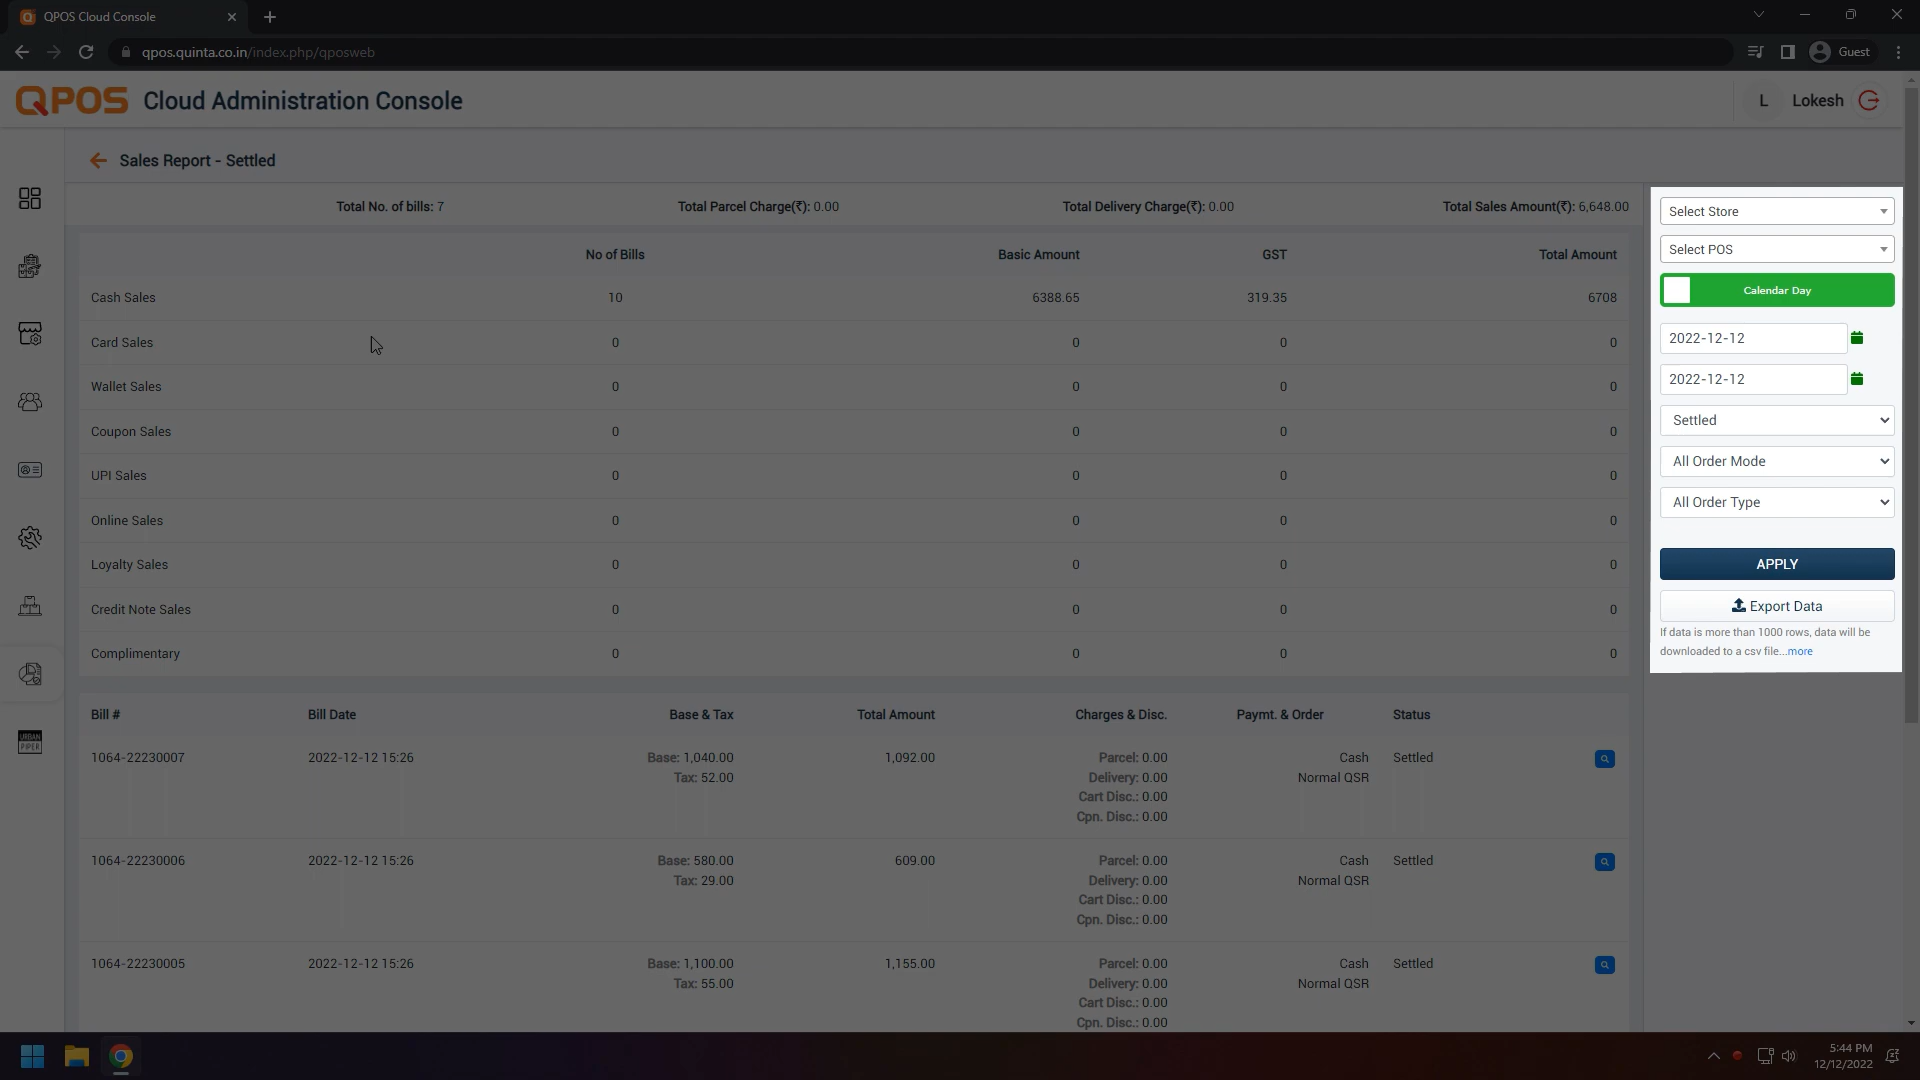 QPOS Cloud Console
qpos.quinta.co.in/index.php/qposweb
Guest
QPOS Cloud Administration Console
L Lokesh
Sales Report - Settled
Total No. of bills: 7 Total Parcel Charge(₹): 0.00 Total Delivery Charge(₹): 0.00 Total Sales Amount(₹): 6,648.00
No of Bills Basic Amount GST Total Amount
Cash Sales 10 6388.65 319.35 6708
Card Sales 0 0 0 0
Wallet Sales 0 0 0 0
Coupon Sales 0 0 0 0
UPI Sales 0 0 0 0
Online Sales 0 0 0 0
Loyalty Sales 0 0 0 0
Credit Note Sales 0 0 0 0
Complimentary 0 0 0 0
Bill # Bill Date Base & Tax Total Amount Charges & Disc. Paymt. & Order Status
1064-22230007 2022-12-12 15:26 Base: 1,040.00 1,092.00 Parcel: 0.00 Cash Settled
Tax: 52.00 Delivery: 0.00 Normal QSR
Cart Disc.: 0.00
Cpn. Disc.: 0.00
1064-22230006 2022-12-12 15:26 Base: 580.00 609.00 Parcel: 0.00 Cash Settled
Tax: 29.00 Delivery: 0.00 Normal QSR
Cart Disc.: 0.00
Cpn. Disc.: 0.00
1064-22230005 2022-12-12 15:26 Base: 1,100.00 1,155.00 Parcel: 0.00 Cash Settled
Tax: 55.00 Delivery: 0.00 Normal QSR
Cart Disc.: 0.00
Cpn. Disc.: 0.00
Select Store
Select POS
Calendar Day
2022-12-12
2022-12-12
Settled
All Order Mode
All Order Type
APPLY
Export Data
If data is more than 1000 rows, data will be
downloaded to a csv file...more
URBAN
PIPER
5:44 PM
12/12/2022